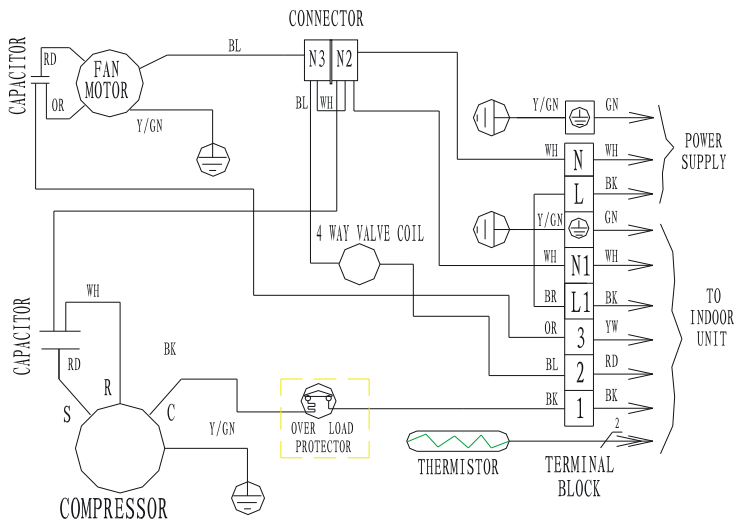 CONNECTOR
CAPACITOR
RD
OR
FAN
MOTOR
BL
N3 N2
BL WH
Y/GN
Y/GN GN
WH N WH
L BK
POWER
SUPPLY
Y/GN GN
4 WAY VALVE COIL
WH N1 WH
BR L1 BK
OR 3 YW
BL 2 RD
BK 1 BK
TO
INDOOR
UNIT
CAPACITOR
WH
RD
BK
R
S
C
Y/GN
OVER LOAD
PROTECTOR
COMPRESSOR
2
THERMISTOR
TERMINAL
BLOCK